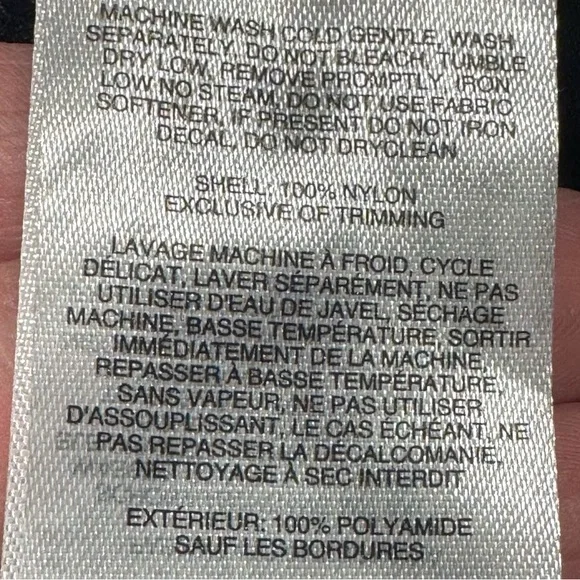 MACHINE WASH COLD GENTLE, WASH
SEPARATELY, DO NOT BLEACH, TUMBLE
DRY LOW, REMOVE PROMPTLY, IRON
LOW NO STEAM, DO NOT USE FABRIC
SOFTENER, IF PRESENT DO NOT IRON
DECAL, DO NOT DRYCLEAN
SHELL: 100% NYLON
EXCLUSIVE OF TRIMMING
LAVAGE MACHINE À FROID, CYCLE
DÉLICAT, LAVER SÉPARÉMENT, NE PAS
UTILISER D'EAU DE JAVEL, SÉCHAGE
MACHINE, BASSE TEMPÉRATURE, SORTIR
IMMÉDIATEMENT DE LA MACHINE,
REPASSER À BASSE TEMPÉRATURE,
SANS VAPEUR, NE PAS UTILISER
D'ASSOUPLISSANT, LE CAS ÉCHÉANT, NE
PAS REPASSER LA DÉCALCOMANIE,
NETTOYAGE À SEC INTERDIT
EXTÉRIEUR: 100% POLYAMIDE
SAUF LES BORDURES